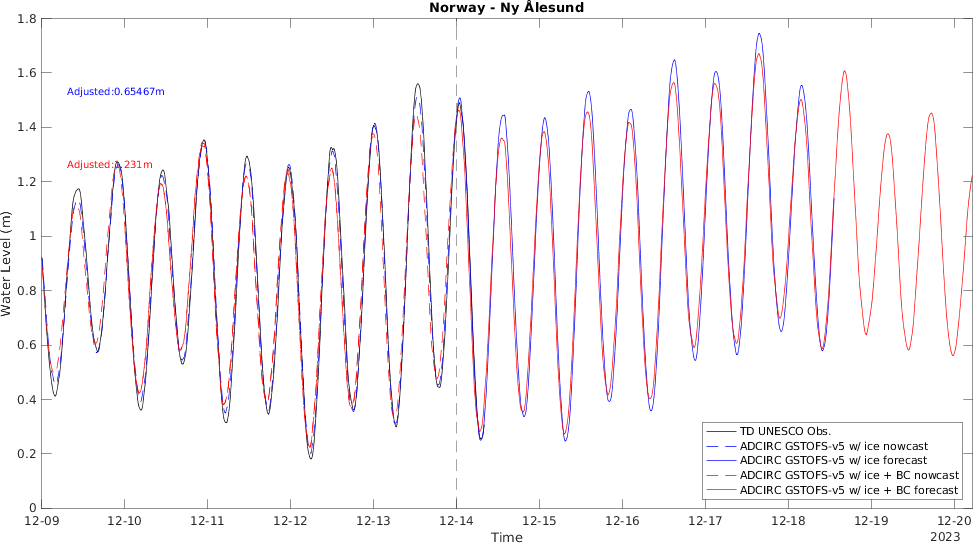 Norway - Ny Ålesund
1.8
1.6
1.4
1.2
1
0.8
0.6
0.4
0.2
0
Water Level (m)
Adjusted:0.65467m
Adjusted:1.231m
TD UNESCO Obs.
ADCIRC GSTOFS-v5 w/ ice nowcast
ADCIRC GSTOFS-v5 w/ ice forecast
ADCIRC GSTOFS-v5 w/ ice + BC nowcast
ADCIRC GSTOFS-v5 w/ ice + BC forecast
12-09 12-10 12-11 12-12 12-13 12-14 12-15 12-16 12-17 12-18 12-19 12-20
Time
2023